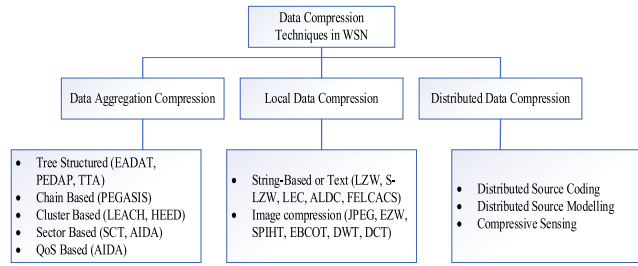 Data Compression
Techniques in WSN
Data Aggregation Compression
Local Data Compression
Distributed Data Compression
• Tree Structured (EADAT,
PEDAP, TTA)
• Chain Based (PEGASIS)
• Cluster Based (LEACH, HEED)
• Sector Based (SCT, AIDA)
• QoS Based (AIDA)
• String-Based or Text (LZW, S-
LZW, LEC, ALDC, FELCACS)
• Image compression (JPEG, EZW,
SPIHT, EBCOT, DWT, DCT)
• Distributed Source Coding
• Distributed Source Modelling
• Compressive Sensing